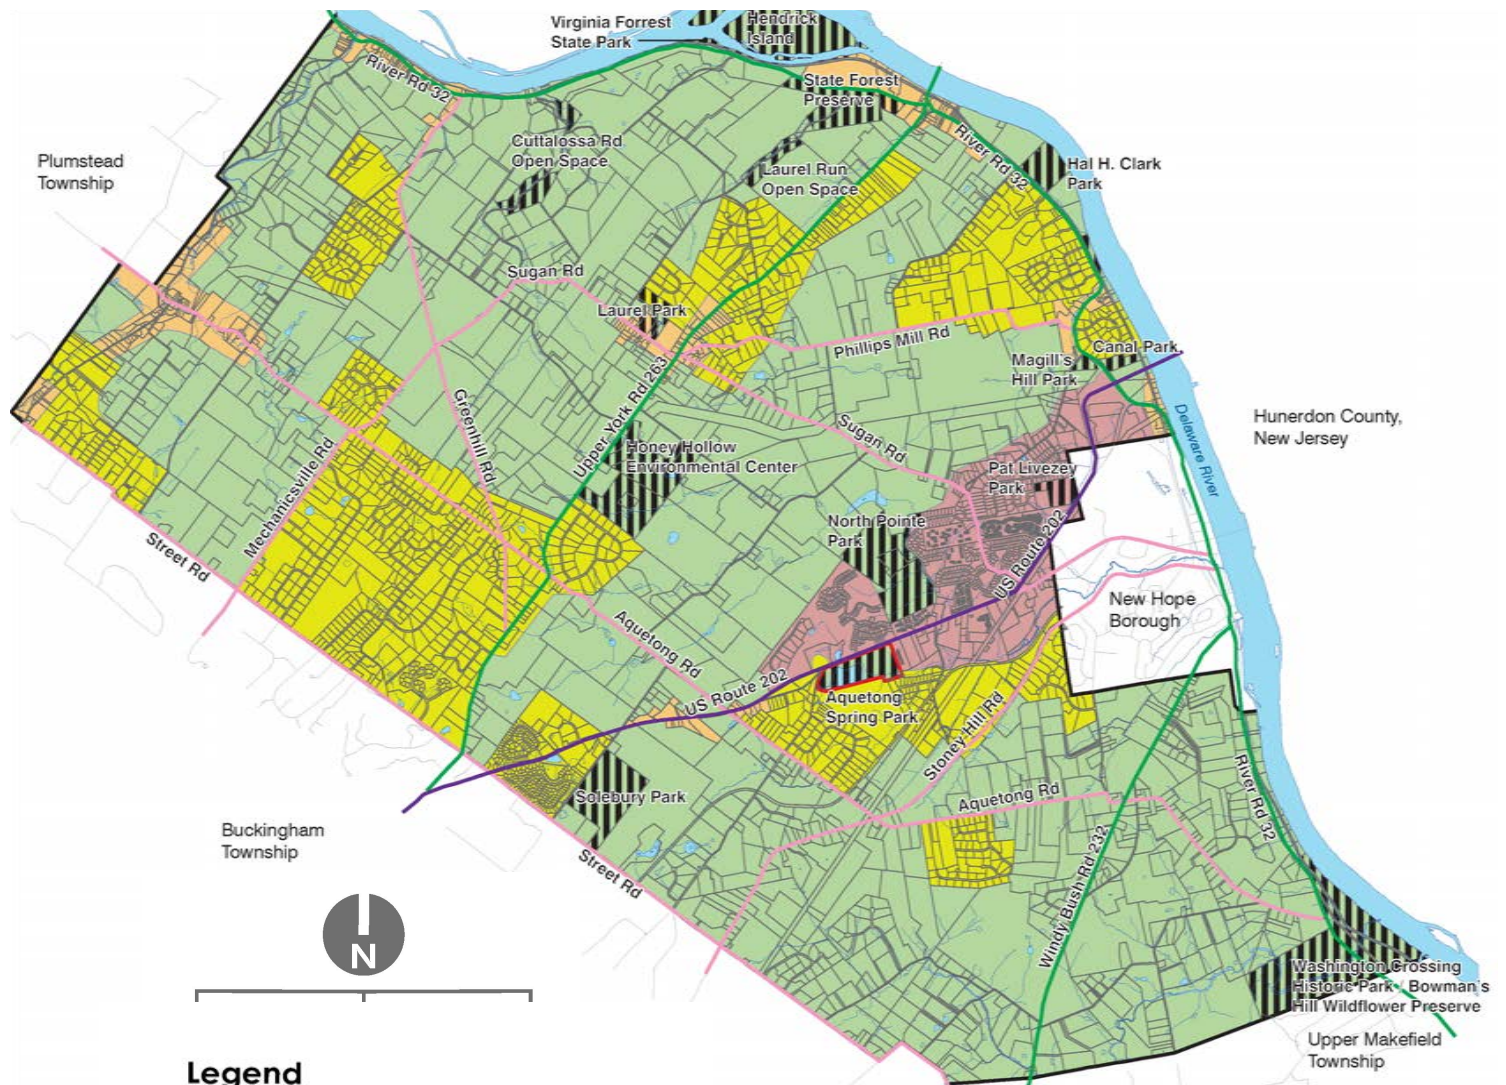 Virginia Forrest
State Park
Hendrick
Island
River Rd 32
State Forest
Preserve
Cuttalossa Rd
Open Space
Laurel Run
Open Space
River Rd 32
Hal H. Clark
Park
Plumstead
Township
Sugan Rd
Laurel Park
Phillips Mill Rd
Canal Park
Magill's
Hill Park
Upper York Rd 263
Greenhill Rd
Sugan Rd
Delaware River
Hunerdon County,
New Jersey
Mechanicsville Rd
Honey Hollow
Environmental Center
Pat Livezey
Park
North Pointe
Park
US Route 202
Street Rd
New Hope
Borough
Aquetong Rd
US Route 202
Aquetong
Spring Park
Stoney Hill Rd
Solebury Park
Aquetong Rd
River Rd 32
Buckingham
Township
Street Rd
Windy Bush Rd 232
N
Washington Crossing
Historic Park / Bowman's
Hill Wildflower Preserve
Upper Makefield
Township
Legend